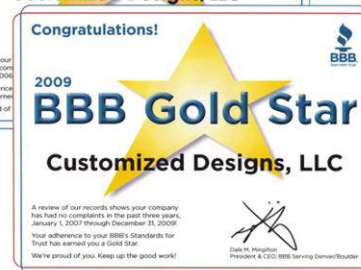 Congratulations!
BBB
2009
BBB Gold Star
Customized Designs, LLC
A review of our records shows your company
has had no complaints in the past three years,
January 1, 2007 through December 31, 2009!
Your adherence to your BBB's Standards for
Trust has earned you a Gold Star.
We're proud of you. Keep up the good work!
Dale M. Mingilton
President & CEO, BBB Serving Denver/Boulder